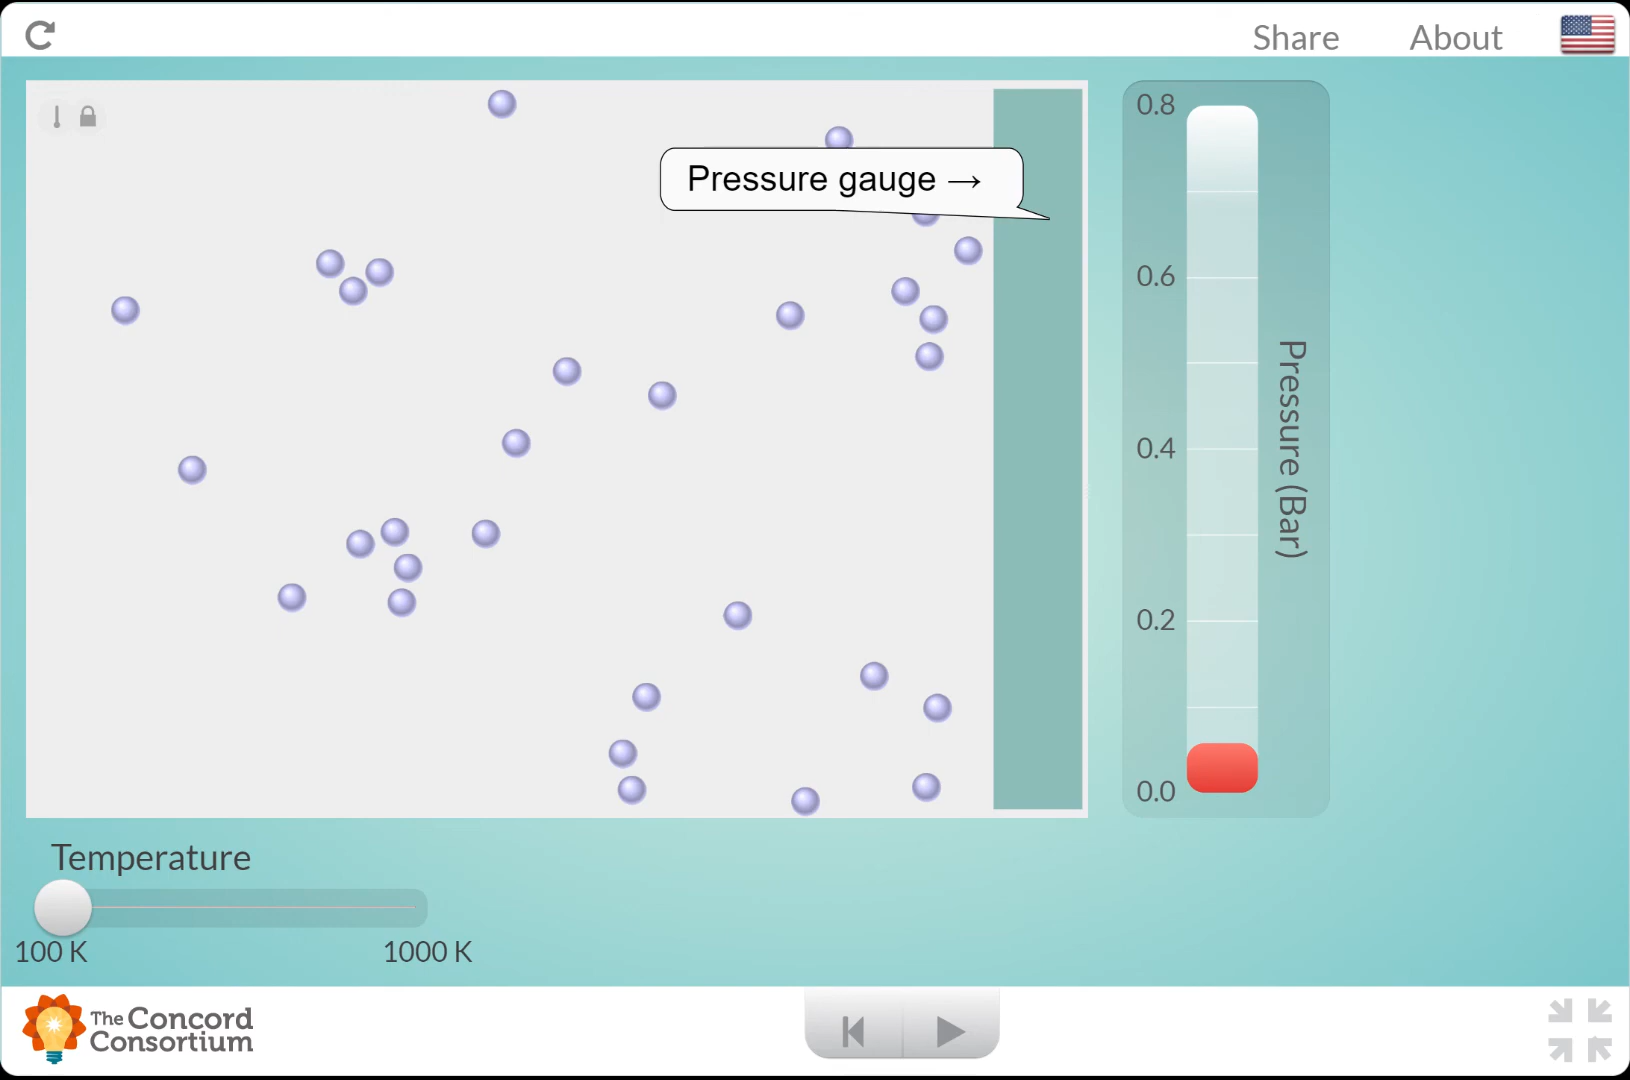 Share About
Pressure gauge →
0.8
0.6
0.4
0.2
0.0
Pressure (Bar)
Temperature
100 K 1000 K
The Concord
Consortium